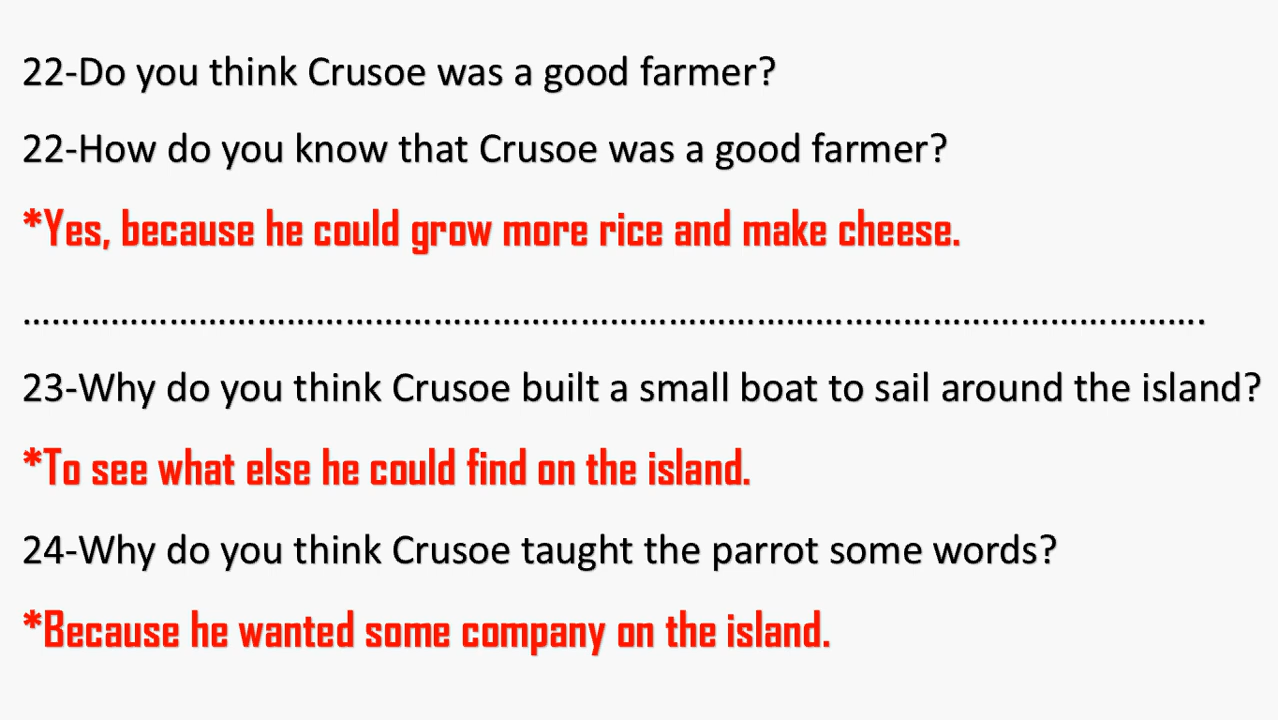 22-Do you think Crusoe was a good farmer?
22-How do you know that Crusoe was a good farmer?
*Yes, because he could grow more rice and make cheese.
………………………………………………………………………………………………………….
23-Why do you think Crusoe built a small boat to sail around the island?
*To see what else he could find on the island.
24-Why do you think Crusoe taught the parrot some words?
*Because he wanted some company on the island.